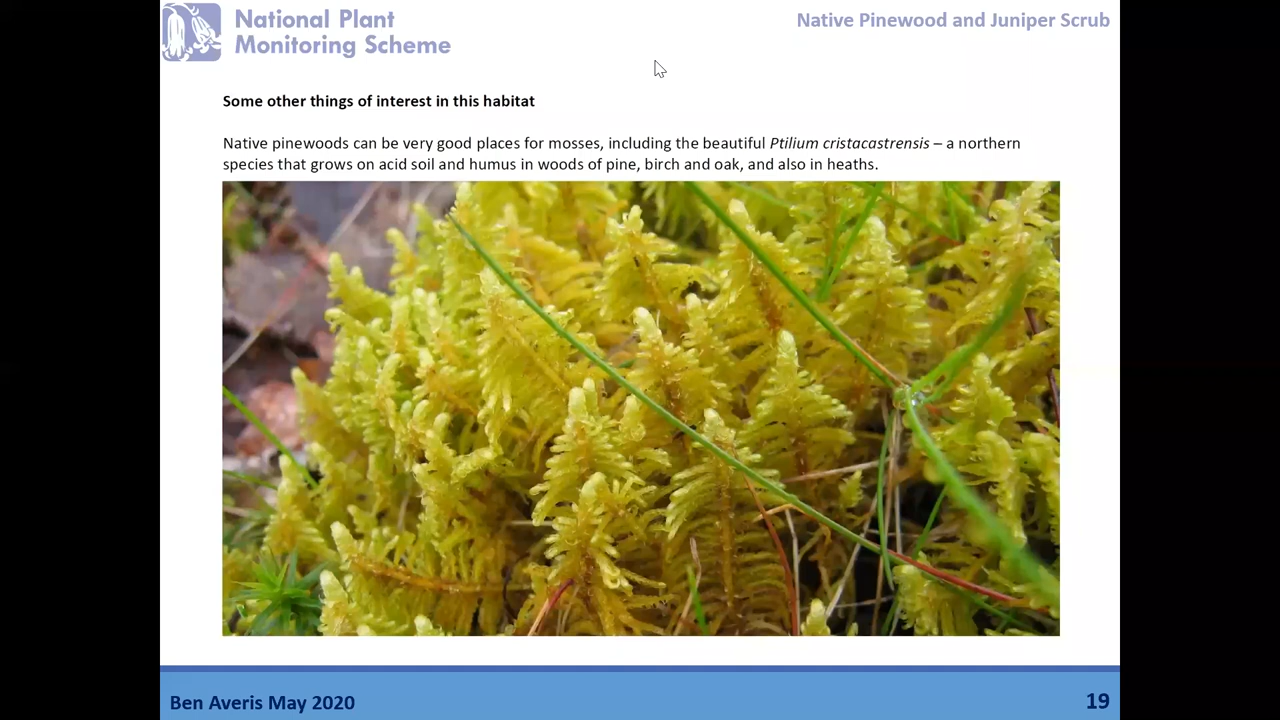 National Plant
Monitoring Scheme
Native Pinewood and Juniper Scrub
Some other things of interest in this habitat
Native pinewoods can be very good places for mosses, including the beautiful Ptilium cristacastrensis – a northern
species that grows on acid soil and humus in woods of pine, birch and oak, and also in heaths.
Ben Averis May 2020
19